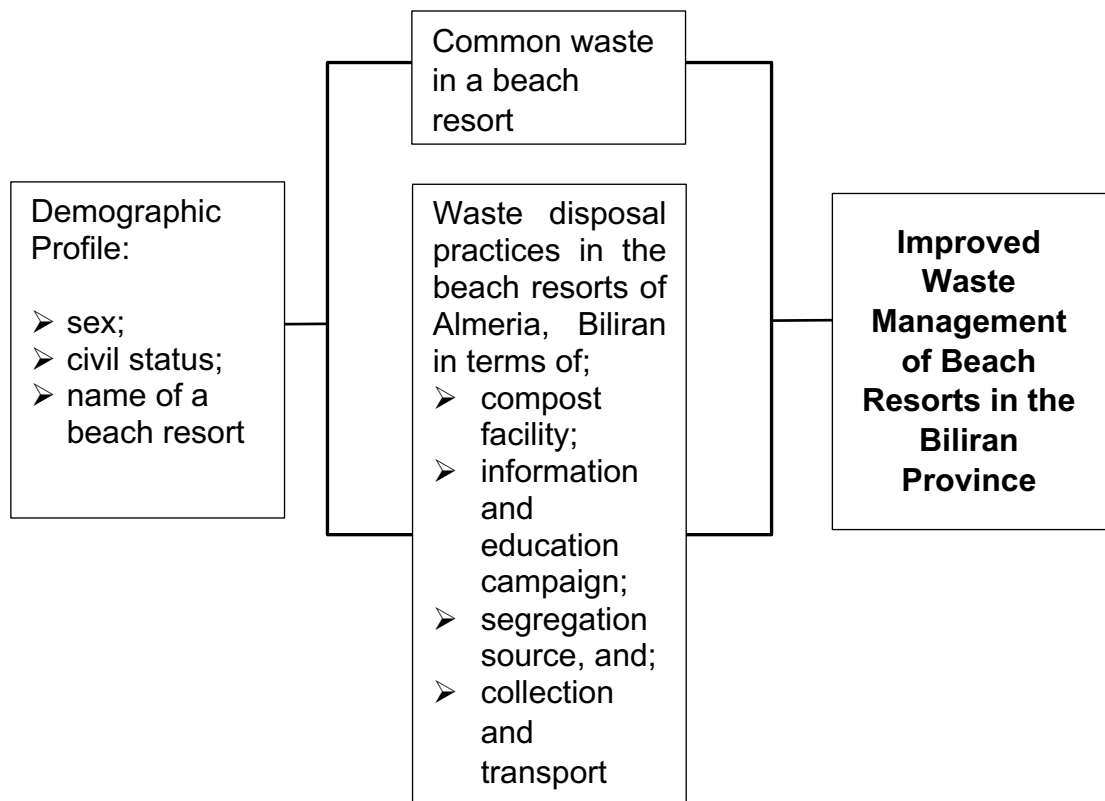 Common waste
in a beach
resort
Demographic
Profile:
➢ sex;
➢ civil status;
➢ name of a
beach resort
Waste disposal
practices in the
beach resorts of
Almeria, Biliran
in terms of;
➢ compost
facility;
➢ information
and
education
campaign;
➢ segregation
source, and;
➢ collection
and
transport
Improved
Waste
Management
of Beach
Resorts in the
Biliran
Province